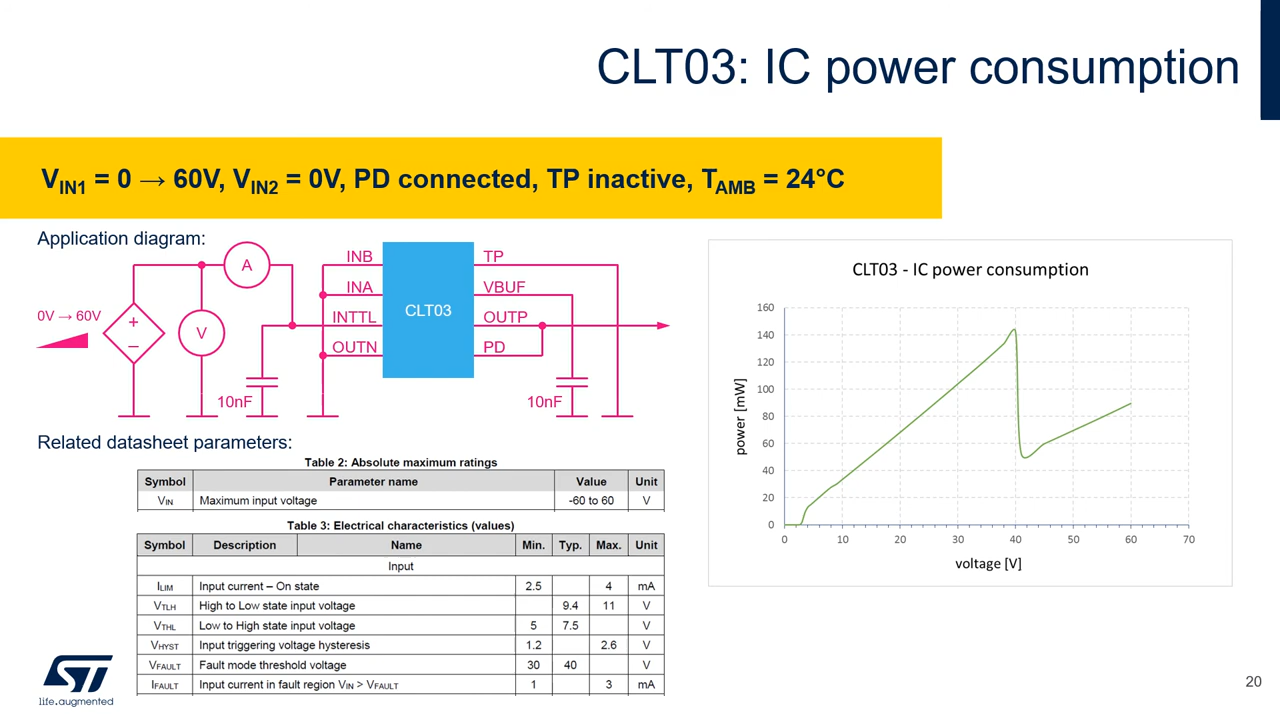 CLT03: IC power consumption
VIN1 = 0 → 60V, VIN2 = 0V, PD connected, TP inactive, TAMB = 24°C
Application diagram:
0V → 60V
+
–
V
A
10nF
INB
INA
INTTL
OUTN
CLT03
TP
VBUF
OUTP
PD
10nF
Related datasheet parameters:
Table 2: Absolute maximum ratings
Symbol Parameter name Value Unit
VIN Maximum input voltage -60 to 60 V
Table 3: Electrical characteristics (values)
Symbol Description Name Min. Typ. Max. Unit
Input
ILIM Input current – On state 2.5 4 mA
VTLH High to Low state input voltage 9.4 11 V
VTHL Low to High state input voltage 5 7.5 V
VHYST Input triggering voltage hysteresis 1.2 2.6 V
VFAULT Fault mode threshold voltage 30 40 V
IFAULT Input current in fault region VIN > VFAULT 1 3 mA
CLT03 - IC power consumption
power [mW]
160
140
120
100
80
60
40
20
0
0 10 20 30 40 50 60 70
voltage [V]
ST
life.augmented
20